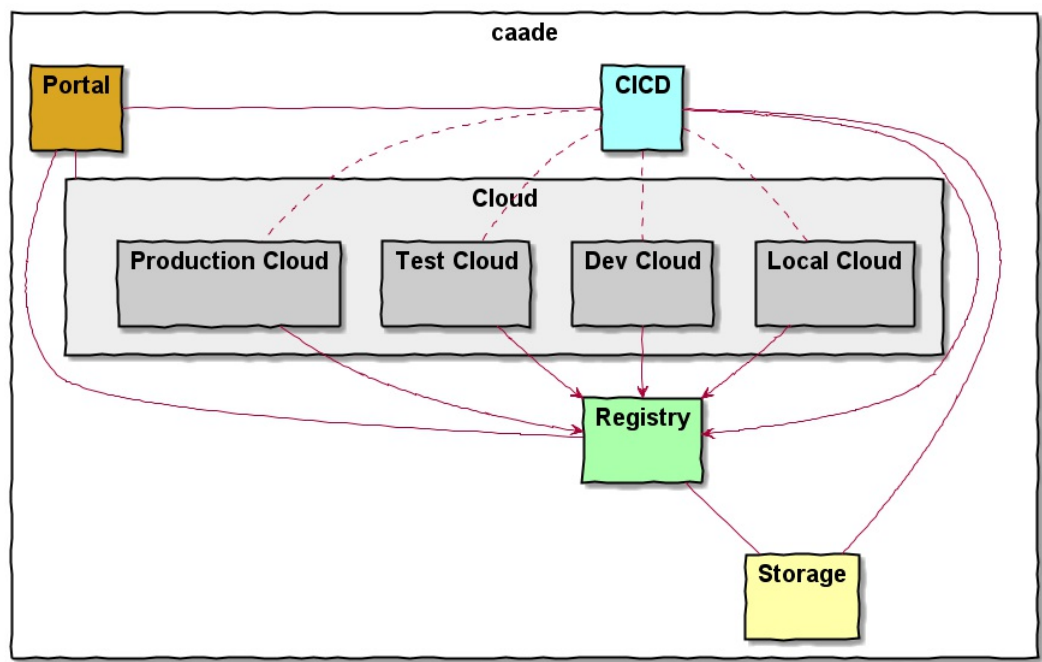 caade
Portal
CICD
Cloud
Production Cloud
Test Cloud
Dev Cloud
Local Cloud
Registry
Storage